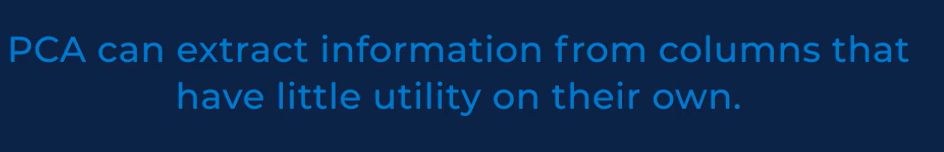 PCA can extract information from columns that
have little utility on their own.